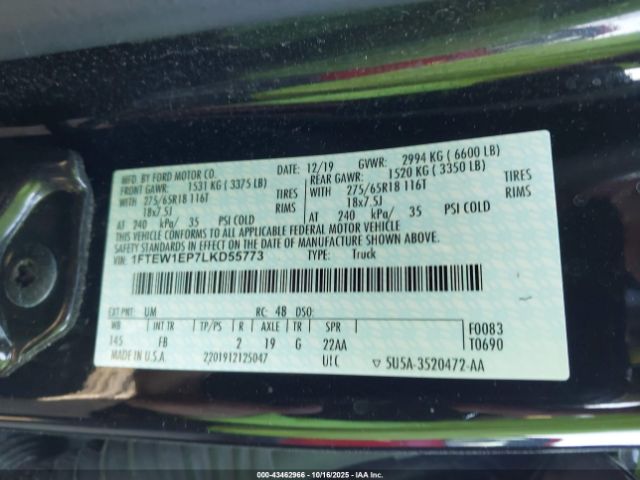 MFD. BY FORD MOTOR CO. DATE: 12/19 GVWR: 2994 KG ( 6600 LB)
FRONT GAWR: 1531 KG ( 3375 LB) REAR GAWR: 1520 KG ( 3350 LB)
WITH 275/65R18 116T TIRES WITH 275/65R18 116T TIRES
18x7.5J RIMS 18x7.5J RIMS
AT 240 kPa/ 35 PSI COLD AT 240 kPa/ 35 PSI COLD
THIS VEHICLE CONFORMS TO ALL APPLICABLE FEDERAL MOTOR VEHICLE
SAFETY STANDARDS IN EFFECT ON THE DATE OF MANUFACTURE SHOWN ABOVE.
VIN: 1FTEW1EP7LKD55773 TYPE: Truck
EXT PNT: UM RC: 48 DSO: F0083
WB INT TR TP/PS R AXLE TR SPR T0690
145 FB 2 19 G 22AA
MADE IN U.S.A. 2201912125047 UTC ▽ 5U5A-3520472-AA
000-43462966 - 10/16/2025 - IAA Inc.